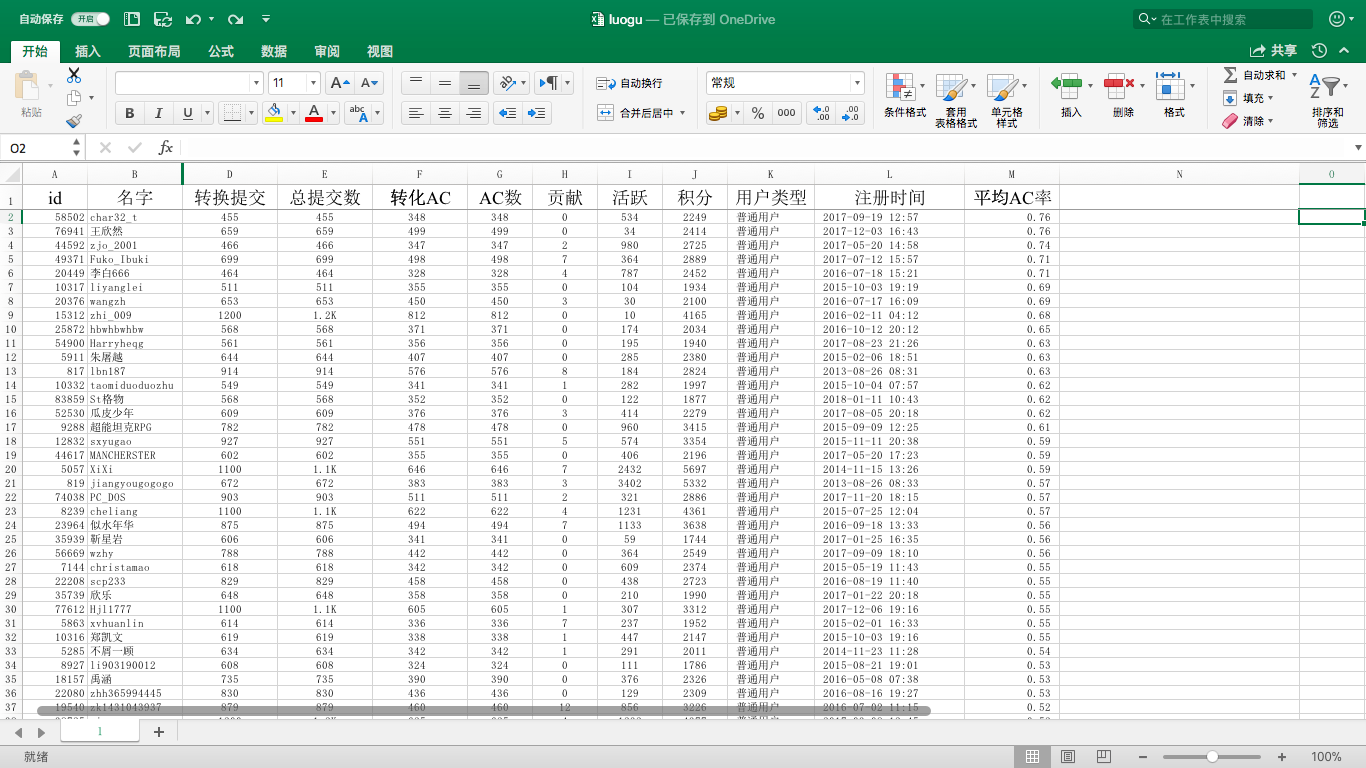 自动保存 开启 luogu — 已保存到 OneDrive 在工作表中搜索
开始 插入 页面布局 公式 数据 审阅 视图 共享
粘贴 11 A A 自动换行 常规 条件格式 套用 表格格式 单元格 样式 插入 删除 格式 自动求和 填充 清除 排序和 筛选
B I U A abc A 合并后居中 % 000 .0 .00 .00 .0
O2 fx
A B D E F G H I J K L M N O
1 id 名字 转换提交 总提交数 转化AC AC数 贡献 活跃 积分 用户类型 注册时间 平均AC率
2 58502 char32_t 455 455 348 348 0 534 2249 普通用户 2017-09-19 12:57 0.76
3 76941 王欣然 659 659 499 499 0 34 2414 普通用户 2017-12-03 16:43 0.76
4 44592 zjo_2001 466 466 347 347 2 980 2725 普通用户 2017-05-20 14:58 0.74
5 49371 Fuko_Ibuki 699 699 498 498 7 364 2889 普通用户 2017-07-12 15:57 0.71
6 20449 李白666 464 464 328 328 4 787 2452 普通用户 2016-07-18 15:21 0.71
7 10317 liyanglei 511 511 355 355 0 104 1934 普通用户 2015-10-03 19:19 0.69
8 20376 wangzh 653 653 450 450 3 30 2100 普通用户 2016-07-17 16:09 0.69
9 15312 zhi_009 1200 1.2K 812 812 0 10 4165 普通用户 2016-02-11 04:12 0.68
10 25872 hbwhbwhbw 568 568 371 371 0 174 2034 普通用户 2016-10-12 20:12 0.65
11 54900 Harryheqg 561 561 356 356 0 195 1940 普通用户 2017-08-23 21:26 0.63
12 5911 朱屠越 644 644 407 407 0 285 2380 普通用户 2015-02-06 18:51 0.63
13 817 lbn187 914 914 576 576 8 184 2824 普通用户 2013-08-26 08:31 0.63
14 10332 taomiduoduozhu 549 549 341 341 1 282 1997 普通用户 2015-10-04 07:57 0.62
15 83859 St格物 568 568 352 352 0 122 1877 普通用户 2018-01-11 10:43 0.62
16 52530 瓜皮少年 609 609 376 376 3 414 2279 普通用户 2017-08-05 20:18 0.62
17 9288 超能坦克RPG 782 782 478 478 0 960 3415 普通用户 2015-09-09 12:25 0.61
18 12832 sxyugao 927 927 551 551 5 574 3354 普通用户 2015-11-11 20:38 0.59
19 44617 MANCHERSTER 602 602 355 355 0 406 2196 普通用户 2017-05-20 17:23 0.59
20 5057 XiXi 1100 1.1K 646 646 7 2432 5697 普通用户 2014-11-15 13:26 0.59
21 819 jiangyougogogo 672 672 383 383 3 3402 5332 普通用户 2013-08-26 08:33 0.57
22 74038 PC_DOS 903 903 511 511 2 321 2886 普通用户 2017-11-20 18:15 0.57
23 8239 cheliang 1100 1.1K 622 622 4 1231 4361 普通用户 2015-07-25 12:04 0.57
24 23964 似水年华 875 875 494 494 7 1133 3638 普通用户 2016-09-18 13:33 0.56
25 35939 靳星岩 606 606 341 341 0 59 1744 普通用户 2017-01-25 16:35 0.56
26 56669 wzhy 788 788 442 442 0 364 2549 普通用户 2017-09-09 18:10 0.56
27 7144 christamao 618 618 342 342 0 609 2374 普通用户 2015-05-19 11:43 0.55
28 22208 scp233 829 829 458 458 0 438 2723 普通用户 2016-08-19 11:40 0.55
29 35739 欣乐 648 648 358 358 0 210 1990 普通用户 2017-01-22 20:18 0.55
30 77612 Hjl1777 1100 1.1K 605 605 1 307 3312 普通用户 2017-12-06 19:16 0.55
31 5863 xvhuanlin 614 614 336 336 7 237 1952 普通用户 2015-02-01 16:33 0.55
32 10316 郑凯文 619 619 338 338 1 447 2147 普通用户 2015-10-03 19:16 0.55
33 5285 不屑一顾 634 634 342 342 1 291 2011 普通用户 2014-11-23 11:28 0.54
34 8927 li903190012 608 608 324 324 0 111 1786 普通用户 2015-08-21 19:01 0.53
35 18157 禹涵 735 735 390 390 0 376 2326 普通用户 2016-05-08 07:38 0.53
36 22080 zhh365994445 830 830 436 436 0 129 2309 普通用户 2016-08-16 19:27 0.53
37 19540 zk1431043937 879 879 460 460 12 856 3226 普通用户 2016-07-02 11:15 0.52
1
就绪 100%